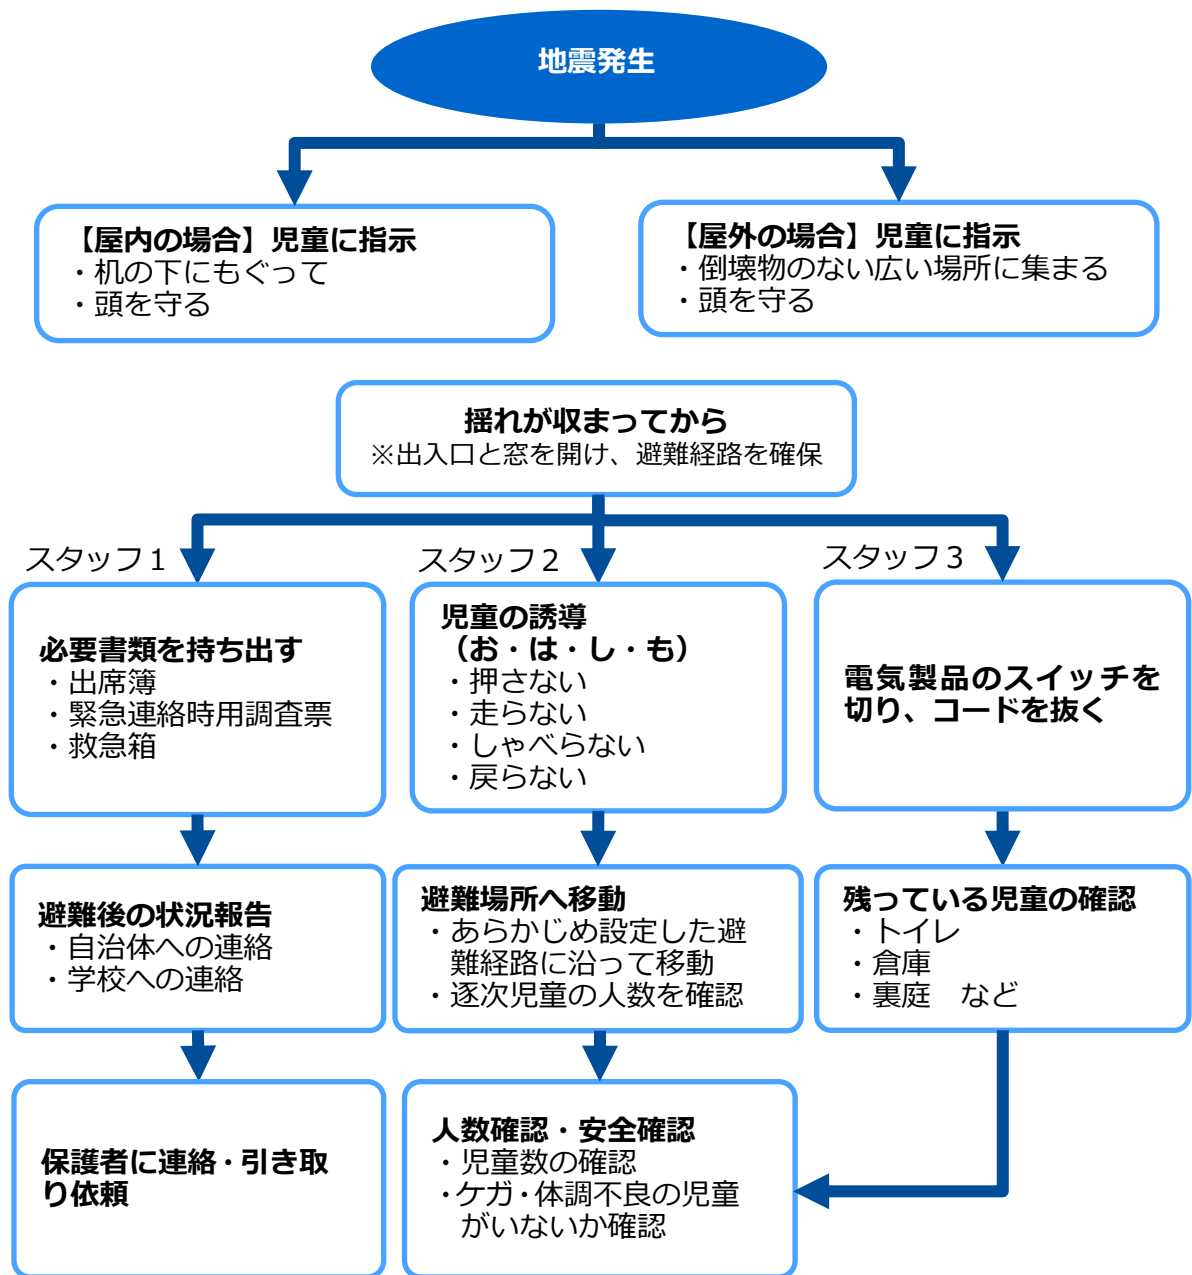 地震発生
【屋内の場合】児童に指示
・机の下にもぐって
・頭を守る
【屋外の場合】児童に指示
・倒壊物のない広い場所に集まる
・頭を守る
揺れが収まってから
※出入口と窓を開け、避難経路を確保
スタッフ１
必要書類を持ち出す
・出席簿
・緊急連絡時用調査票
・救急箱
スタッフ２
児童の誘導
（お・は・し・も）
・押さない
・走らない
・しゃべらない
・戻らない
スタッフ３
電気製品のスイッチを
切り、コードを抜く
避難後の状況報告
・自治体への連絡
・学校への連絡
避難場所へ移動
・あらかじめ設定した避
難経路に沿って移動
・逐次児童の人数を確認
残っている児童の確認
・トイレ
・倉庫
・裏庭　など
保護者に連絡・引き取
り依頼
人数確認・安全確認
・児童数の確認
・ケガ・体調不良の児童
がいないか確認